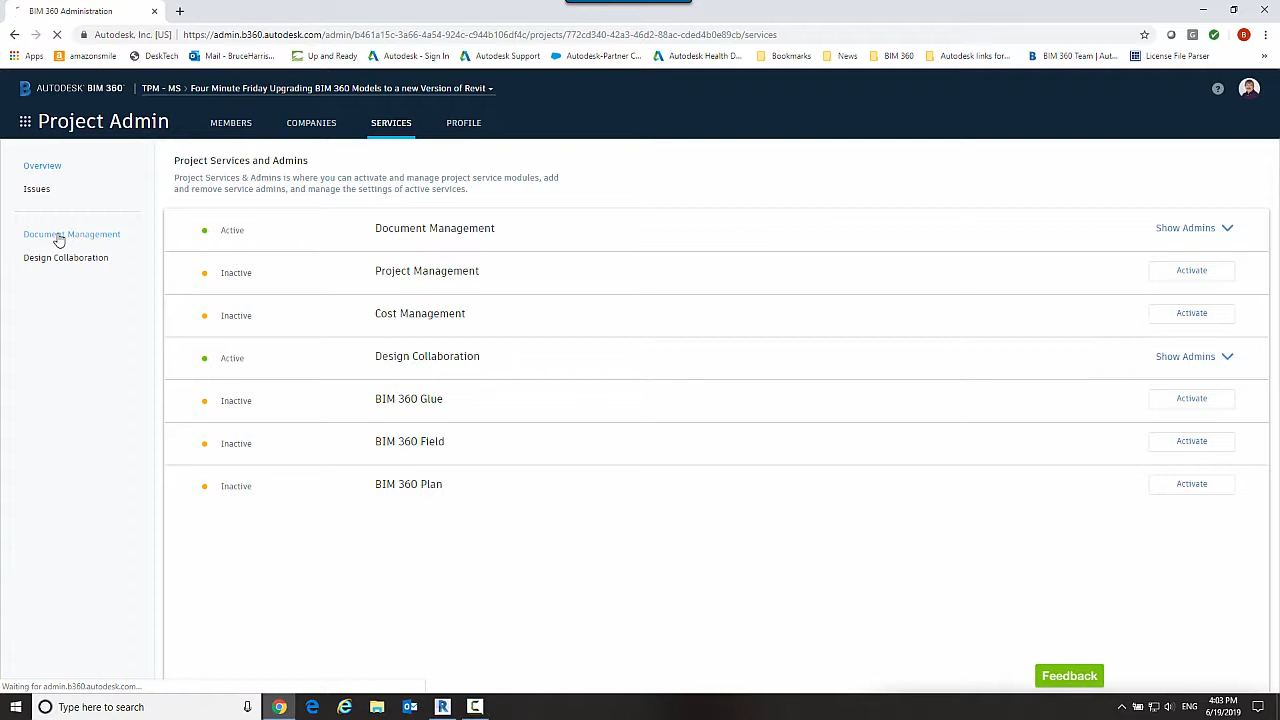 BIM 360 Administration
Autodesk, Inc. [US] | https://admin.b360.autodesk.com/admin/b461a15c-3a66-4a54-924c-c944b106df4c/projects/772cd340-42a3-46d2-88ac-cded4b0e89cb/services
Apps amazonsmile DeskTech Mail - BruceHarris... Up and Ready Autodesk - Sign In Autodesk Support Autodesk-Partner C... Autodesk Health D... Bookmarks News BIM 360 Autodesk links for... BIM 360 Team | Aut... License File Parser
AUTODESK® BIM 360° TPM - MS > Four Minute Friday Upgrading BIM 360 Models to a new Version of Revit
Project Admin MEMBERS COMPANIES SERVICES PROFILE
Overview
Issues
Document Management
Design Collaboration
Project Services and Admins
Project Services & Admins is where you can activate and manage project service modules, add
and remove service admins, and manage the settings of active services.
Active Document Management Show Admins
Inactive Project Management Activate
Inactive Cost Management Activate
Active Design Collaboration Show Admins
Inactive BIM 360 Glue Activate
Inactive BIM 360 Field Activate
Inactive BIM 360 Plan Activate
Feedback
Waiting for admin.b360.autodesk.com...
Type here to search
ENG
4:03 PM
6/19/2019